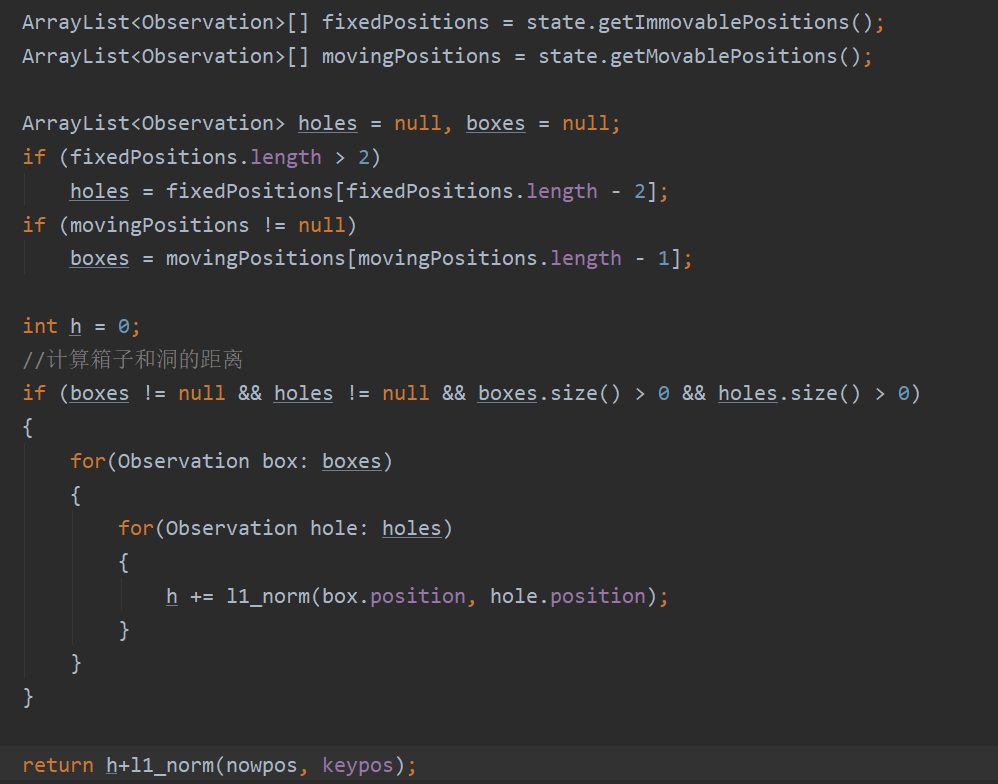 ArrayList<Observation>[] fixedPositions = state.getImmovablePositions();
ArrayList<Observation>[] movingPositions = state.getMovablePositions();
ArrayList<Observation> holes = null, boxes = null;
if (fixedPositions.length > 2)
holes = fixedPositions[fixedPositions.length - 2];
if (movingPositions != null)
boxes = movingPositions[movingPositions.length - 1];
int h = 0;
//计算箱子和洞的距离
if (boxes != null && holes != null && boxes.size() > 0 && holes.size() > 0)
{
for(Observation box: boxes)
{
for(Observation hole: holes)
{
h += l1_norm(box.position, hole.position);
}
}
}
return h+l1_norm(nowpos, keypos);